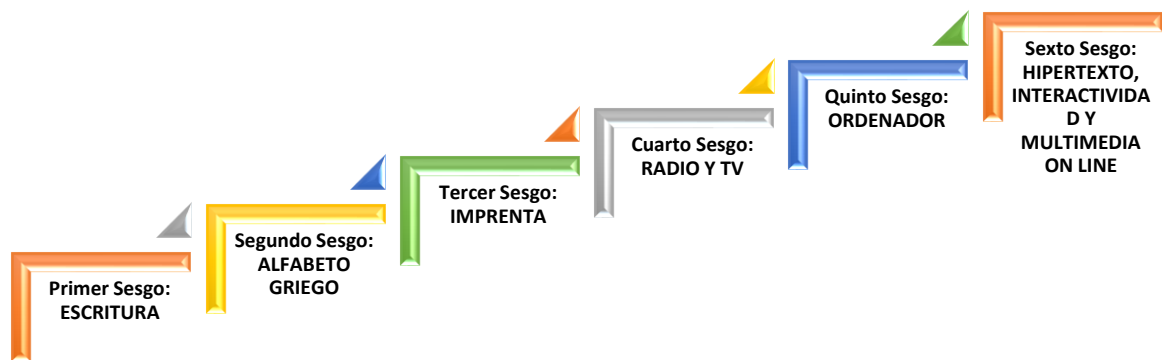 Primer Sesgo:
ESCRITURA
Segundo Sesgo:
ALFABETO
GRIEGO
Tercer Sesgo:
IMPRENTA
Cuarto Sesgo:
RADIO Y TV
Quinto Sesgo:
ORDENADOR
Sexto Sesgo:
HIPERTEXTO,
INTERACTIVIDA
D Y
MULTIMEDIA
ON LINE